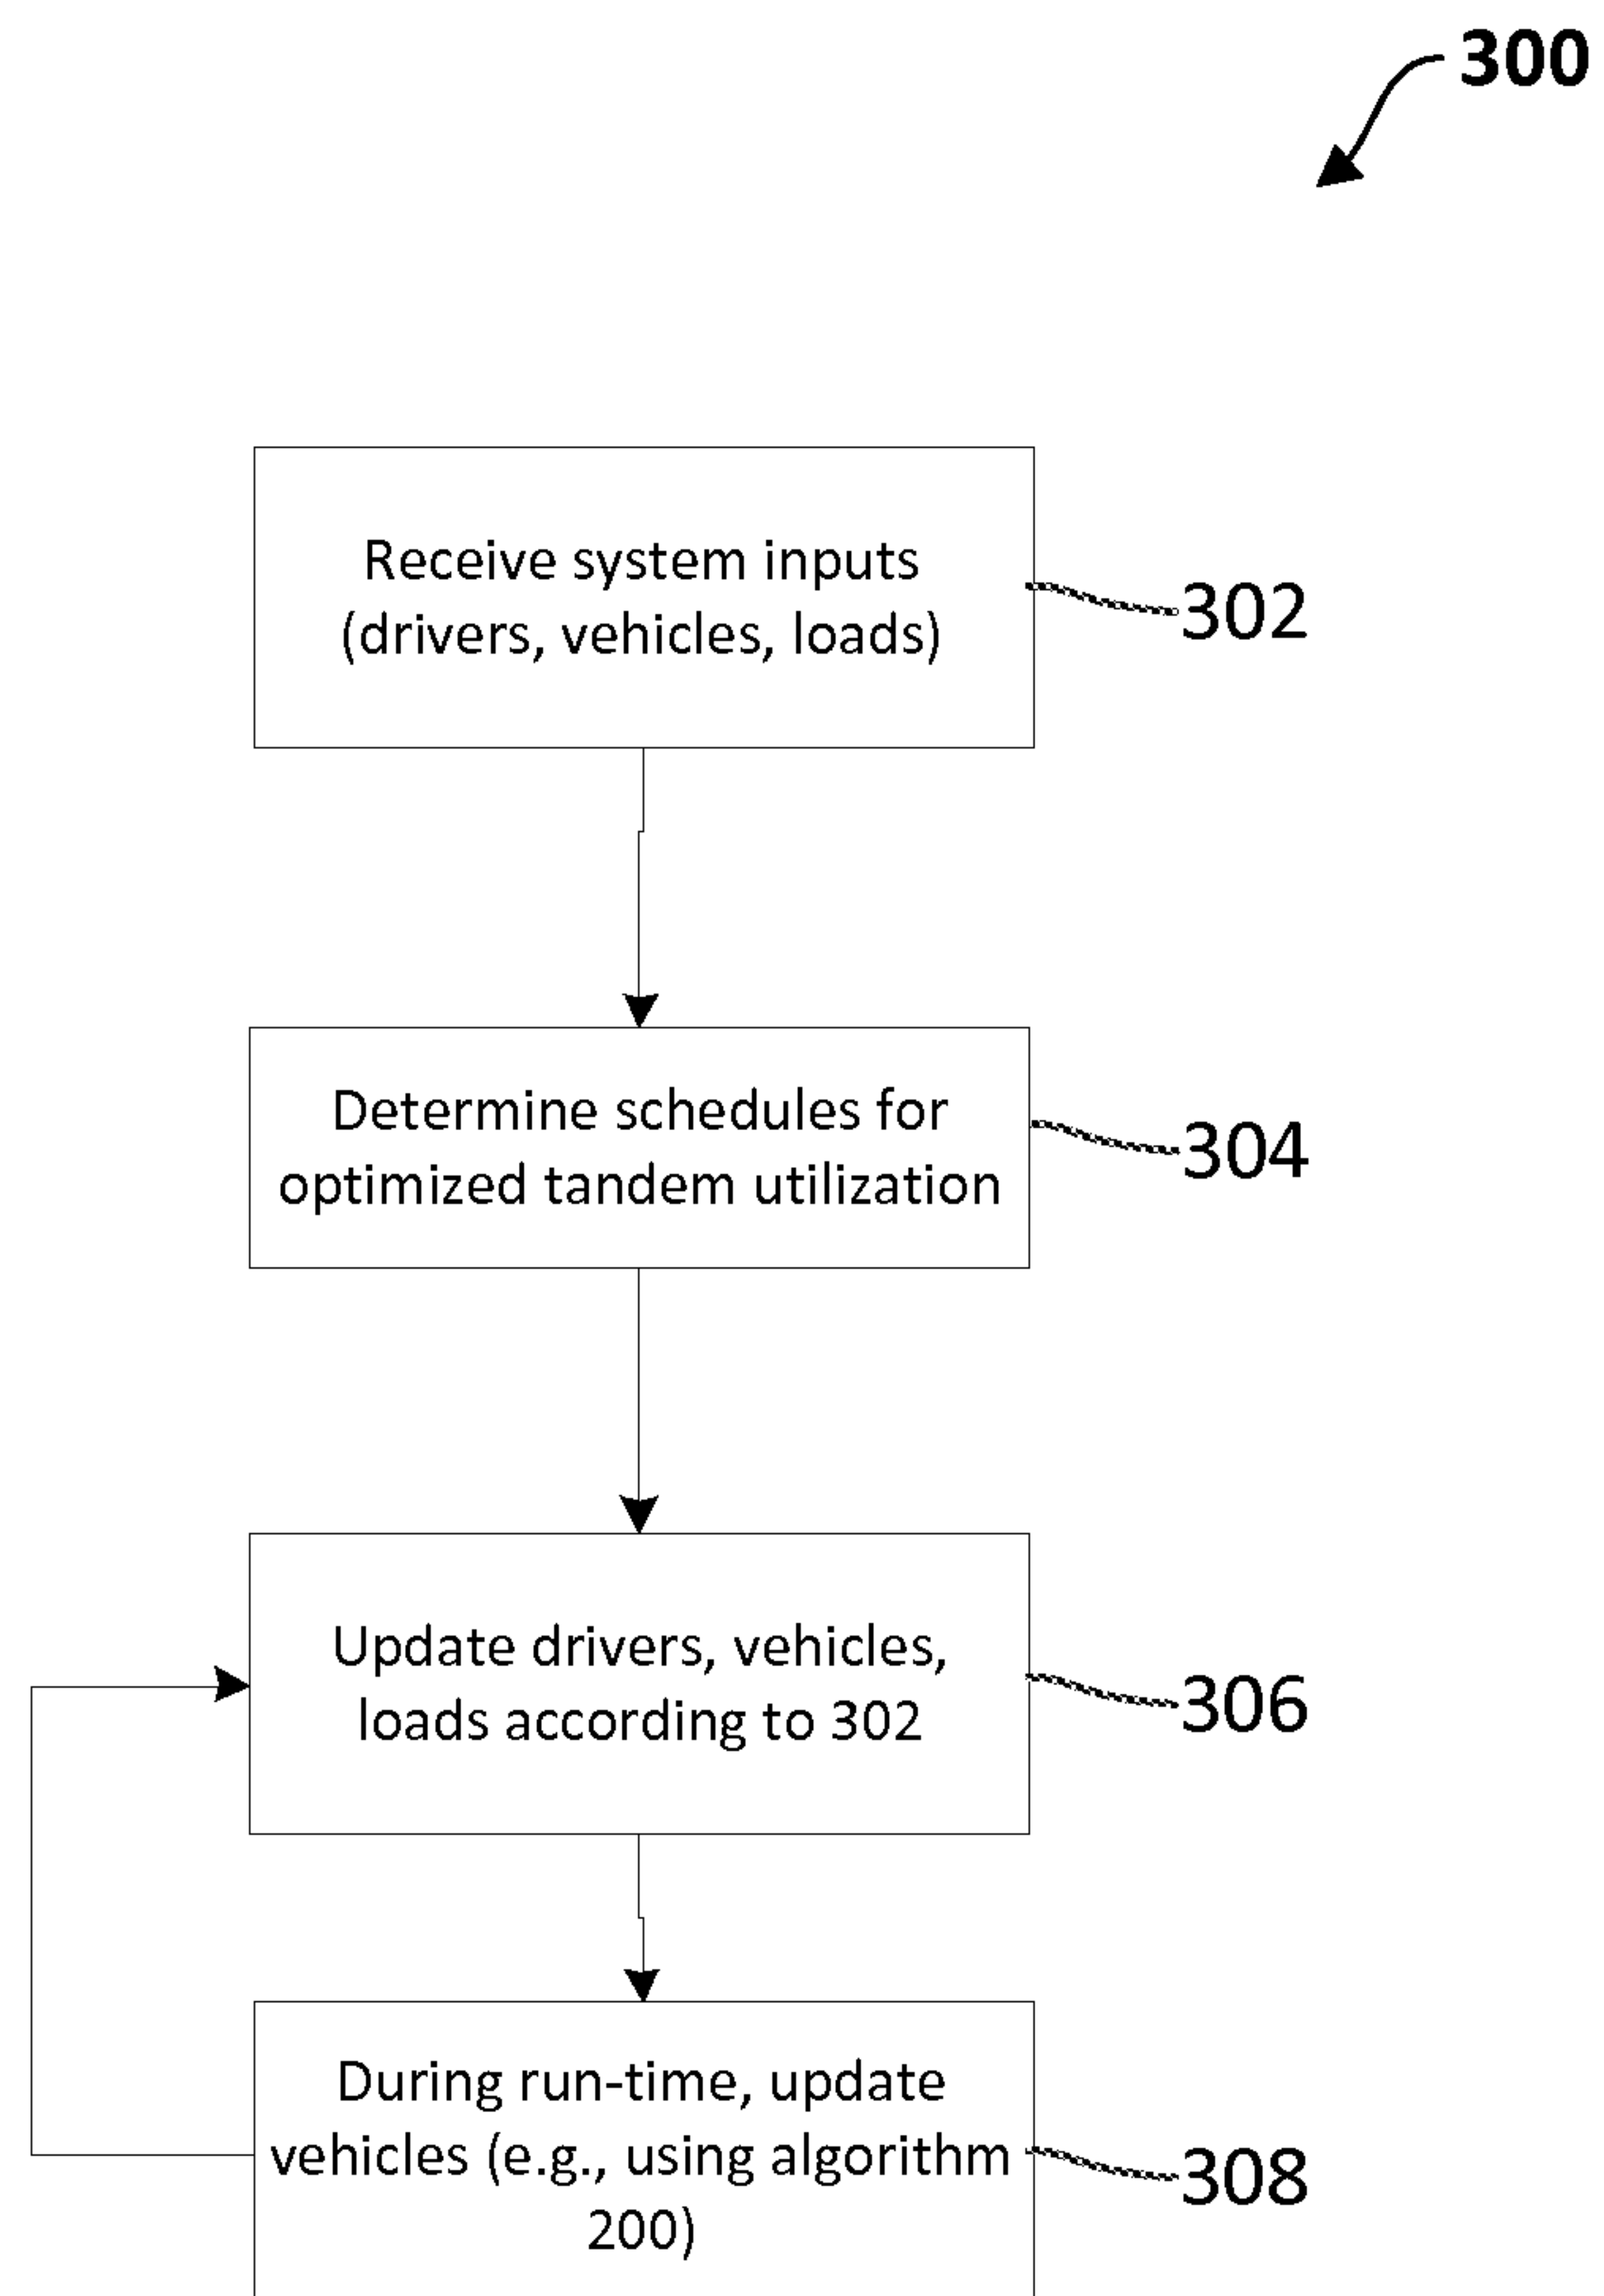 300
Receive system inputs
(drivers, vehicles, loads)
302
Determine schedules for
optimized tandem utilization
304
Update drivers, vehicles,
loads according to 302
306
During run-time, update
vehicles (e.g., using algorithm
200)
308